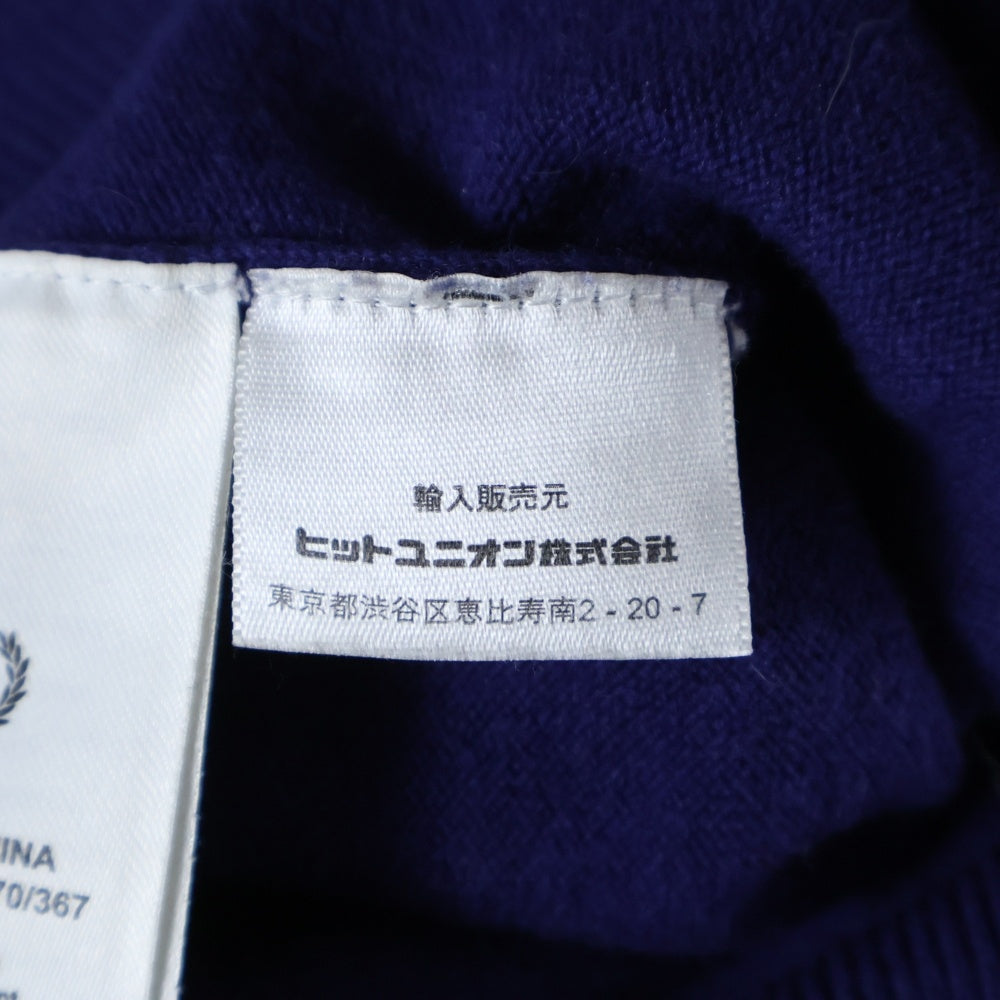 輸入販売元
ヒットユニオン株式会社
東京都渋谷区恵比寿南2 - 20 - 7
70/367